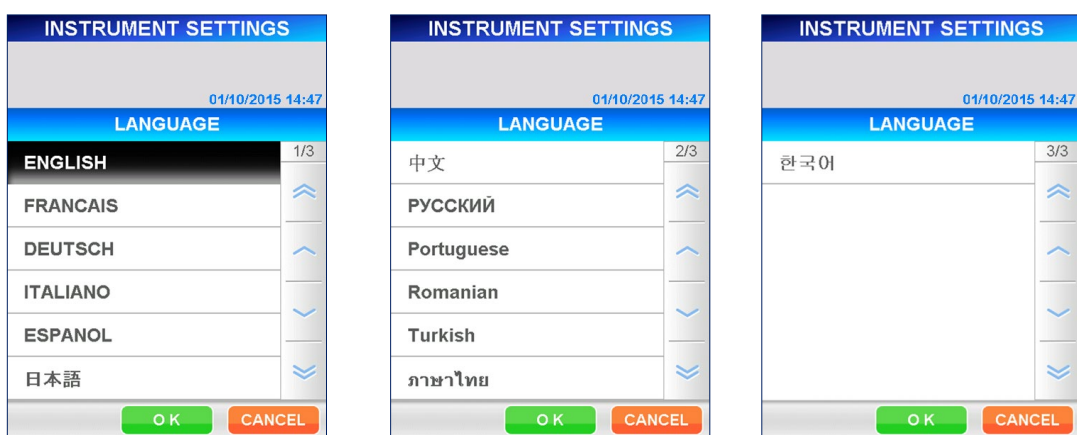 INSTRUMENT SETTINGS
01/10/2015 14:47
LANGUAGE
ENGLISH
1/3
FRANCAIS
DEUTSCH
ITALIANO
ESPANOL
日本語
O K
CANCEL
INSTRUMENT SETTINGS
01/10/2015 14:47
LANGUAGE
中文
2/3
РУССКИЙ
Portuguese
Romanian
Turkish
ภาษาไทย
O K
CANCEL
INSTRUMENT SETTINGS
01/10/2015 14:47
LANGUAGE
한국어
3/3
O K
CANCEL